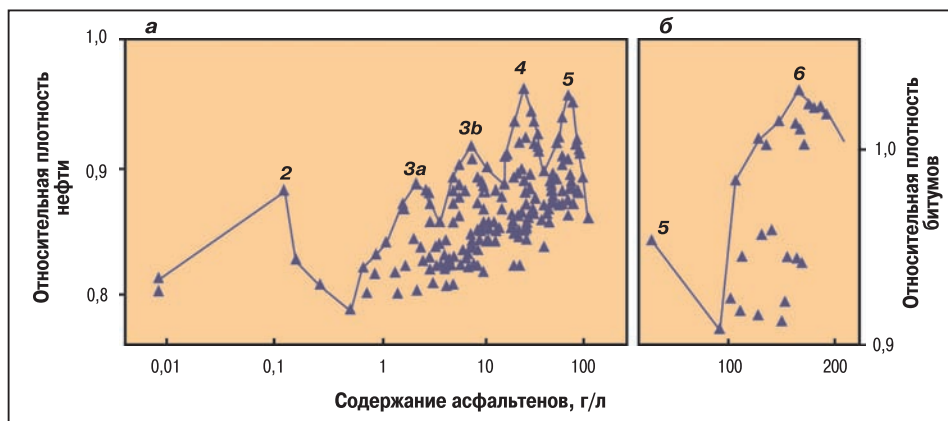 а
б
1,0
0,9
0,8
Относительная плотность
нефти
2
3a
3b
4
5
0,01
0,1
1
10
100
5
6
1,0
0,9
Относительная плотность
битумов
100
200
Содержание асфальтенов, г/л